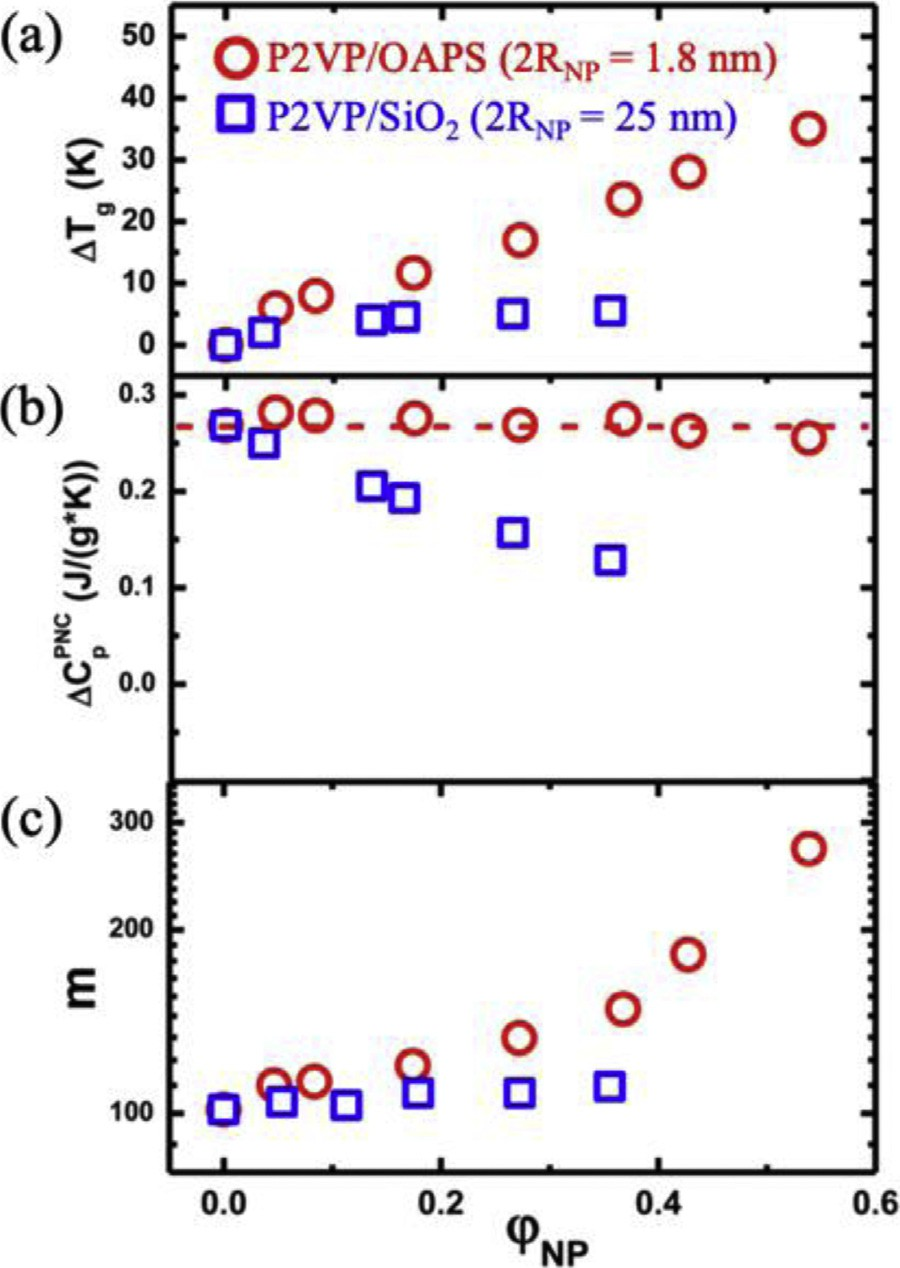 (a)
50
40
30
20
10
0
ΔTg (K)
P2VP/OAPS (2RNP = 1.8 nm)
P2VP/SiO2 (2RNP = 25 nm)
(b)
0.3
0.2
0.1
0.0
ΔCpPNC (J/(g*K))
(c)
300
200
100
m
0.0 0.2 0.4 0.6
φNP